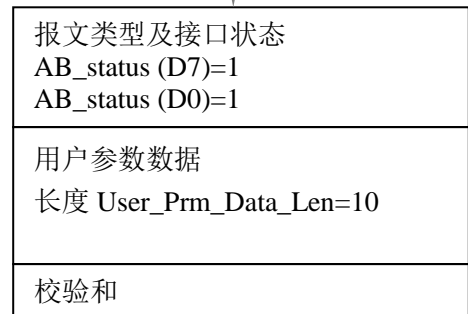 报文类型及接口状态
AB_status (D7)=1
AB_status (D0)=1
用户参数数据
长度 User_Prm_Data_Len=10
校验和